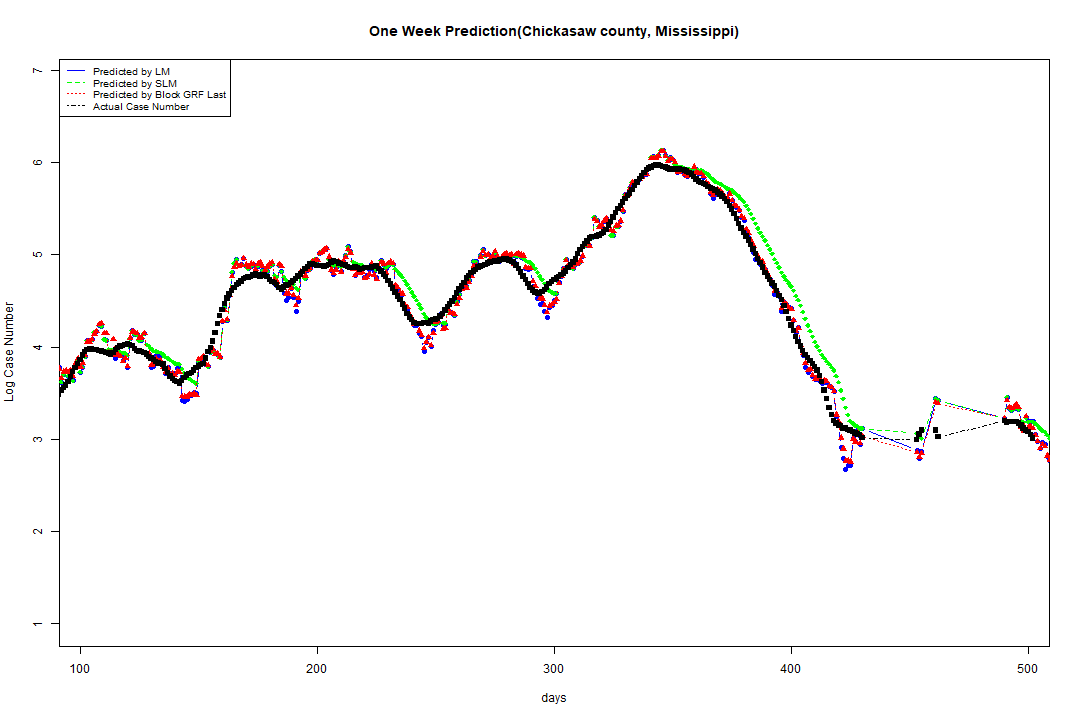 One Week Prediction(Chickasaw county, Mississippi)
Predicted by LM
Predicted by SLM
Predicted by Block GRF Last
Actual Case Number
7
6
5
4
3
2
1
Log Case Number
100 200 300 400 500
days